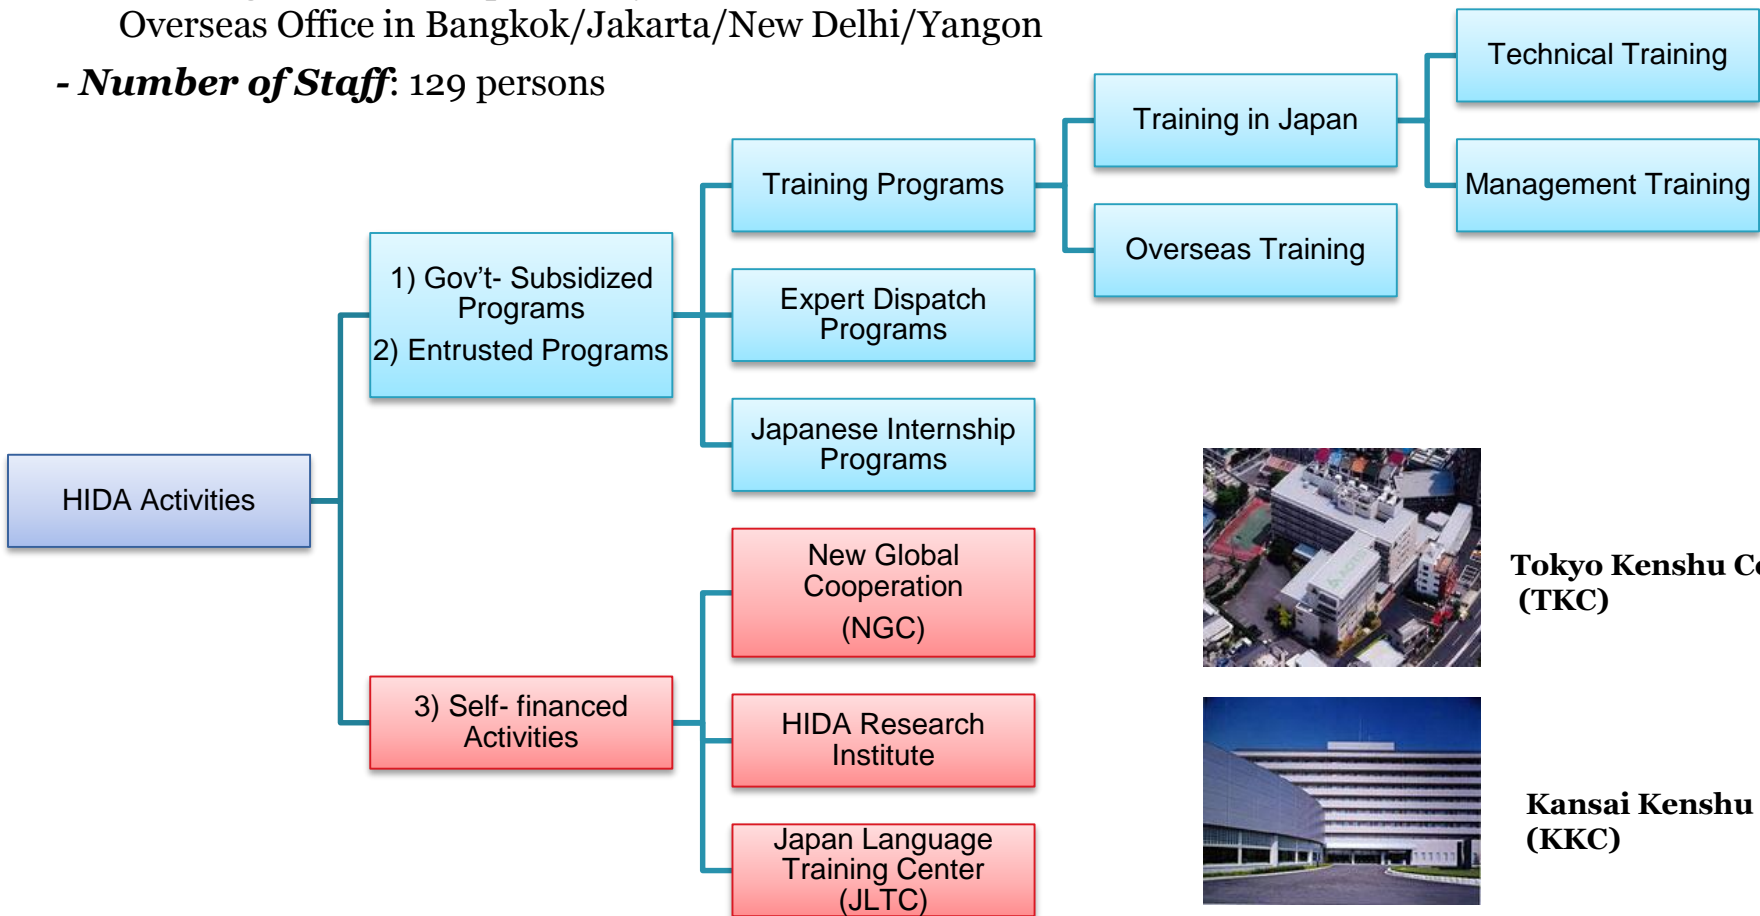 Overseas Office in Bangkok/Jakarta/New Delhi/Yangon
- Number of Staff: 129 persons
Technical Training
Training in Japan
Training Programs
Management Training
Overseas Training
1) Gov’t- Subsidized
Programs
2) Entrusted Programs
Expert Dispatch
Programs
Japanese Internship
Programs
HIDA Activities
New Global
Cooperation
(NGC)
3) Self- financed
Activities
HIDA Research
Institute
Japan Language
Training Center
(JLTC)
Tokyo Kenshu
(TKC)
Kansai Kenshu
(KKC)